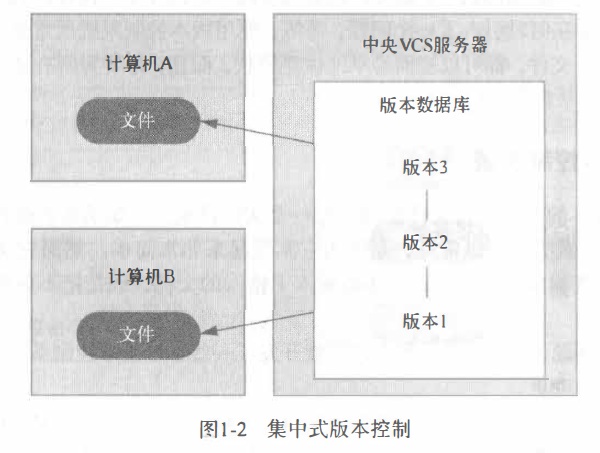 计算机A
文件
计算机B
文件
中央VCS服务器
版本数据库
版本3
版本2
版本1
图1-2 集中式版本控制